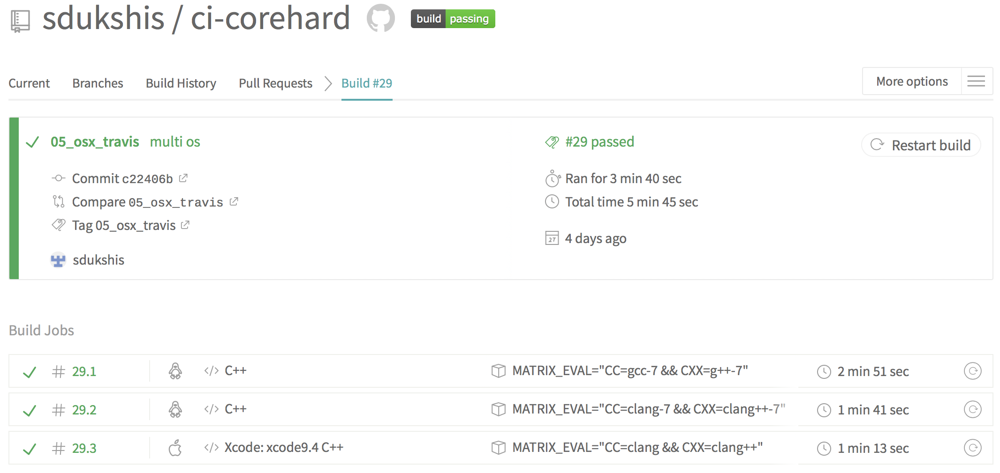 sdukshis / ci-corehard build passing
Current Branches Build History Pull Requests Build #29 More options
05_osx_travis multi os #29 passed Restart build
Commit c22406b Ran for 3 min 40 sec
Compare 05_osx_travis Total time 5 min 45 sec
Tag 05_osx_travis
27 4 days ago
sdukshis
Build Jobs
# 29.1 </> C++ MATRIX_EVAL="CC=gcc-7 && CXX=g++-7" 2 min 51 sec
# 29.2 </> C++ MATRIX_EVAL="CC=clang-7 && CXX=clang++-7" 1 min 41 sec
# 29.3 </> Xcode: xcode9.4 C++ MATRIX_EVAL="CC=clang && CXX=clang++" 1 min 13 sec